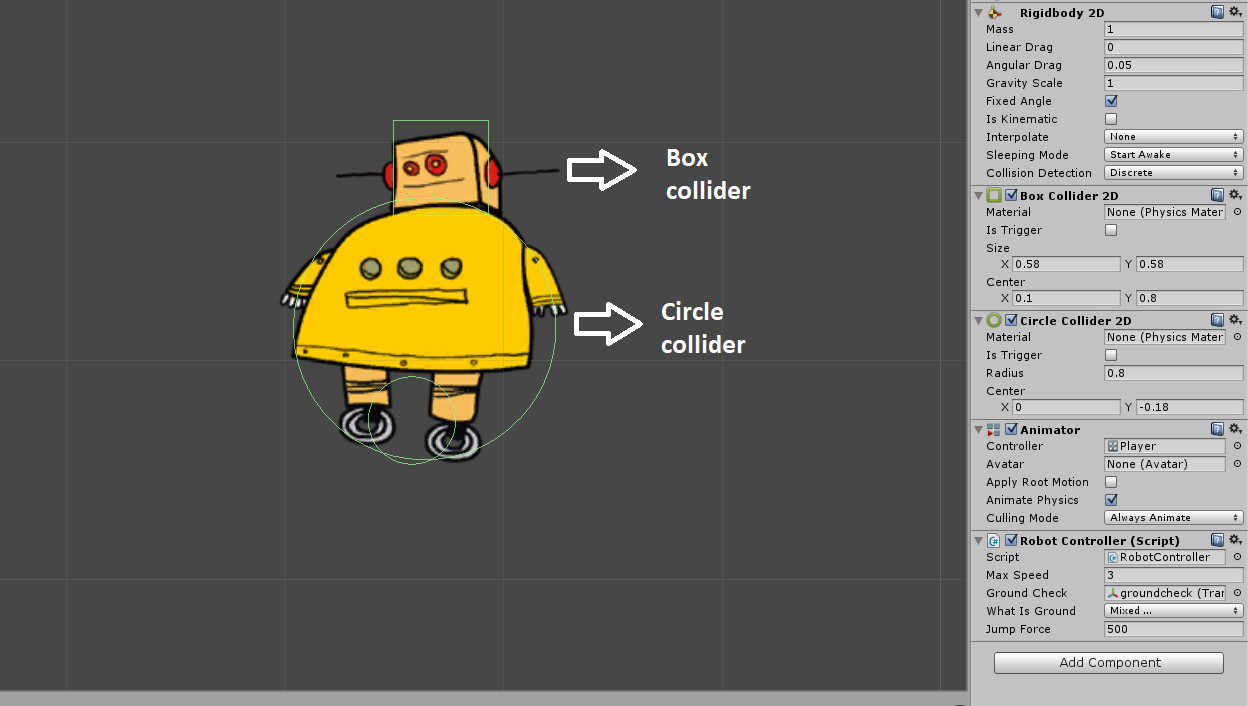 Box
collider
Circle
collider
Rigidbody 2D
Mass 1
Linear Drag 0
Angular Drag 0.05
Gravity Scale 1
Fixed Angle
Is Kinematic
Interpolate None
Sleeping Mode Start Awake
Collision Detection Discrete
Box Collider 2D
Material None (Physics Mater
Is Trigger
Size
X 0.58 Y 0.58
Center
X 0.1 Y 0.8
Circle Collider 2D
Material None (Physics Mater
Is Trigger
Radius 0.8
Center
X 0 Y -0.18
Animator
Controller Player
Avatar None (Avatar)
Apply Root Motion
Animate Physics
Culling Mode Always Animate
Robot Controller (Script)
Script RobotController
Max Speed 3
Ground Check groundcheck (Trar
What Is Ground Mixed ...
Jump Force 500
Add Component